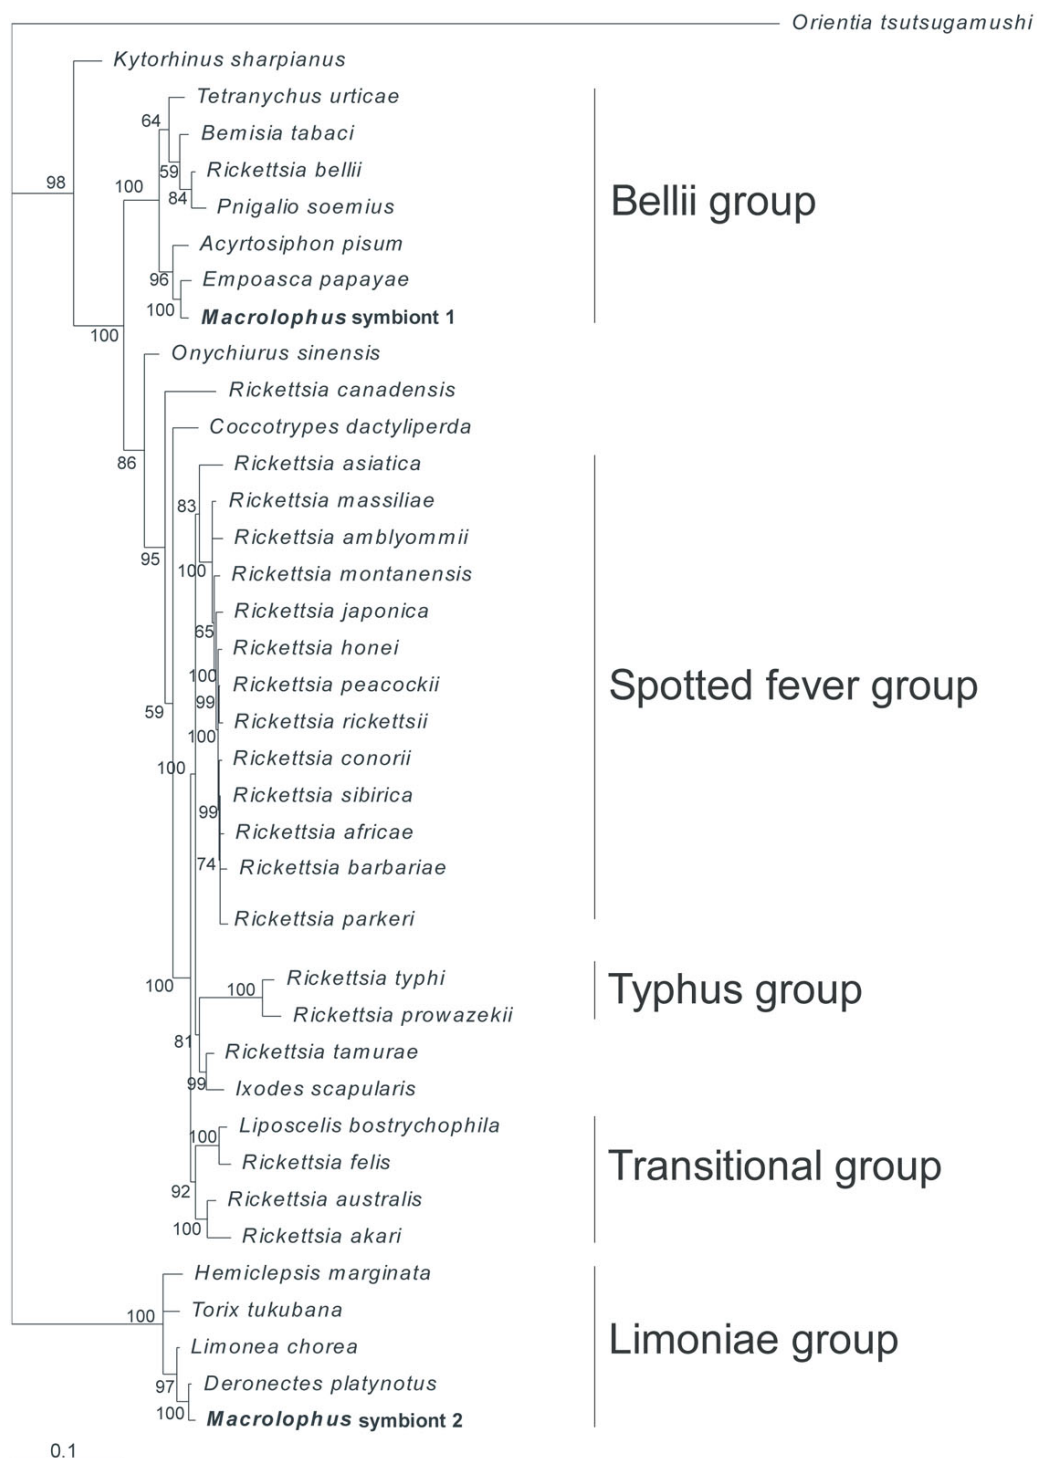 Orientia tsutsugamushi
Kytorhinus sharpianus
Tetranychus urticae
64
Bemisia tabaci
59
Rickettsia bellii
98
100
84
Bellii group
Pnigalio soemius
Acyrtosiphon pisum
96
Empoasca papayae
100
Macrolophus symbiont 1
100
Onychiurus sinensis
Rickettsia canadensis
Coccotrypes dactyliperda
86
Rickettsia asiatica
83
Rickettsia massiliae
Rickettsia amblyommii
95
100
Rickettsia montanensis
Rickettsia japonica
65
Rickettsia honei
100
Rickettsia peacockii
Spotted fever group
99
59
Rickettsia rickettsii
100
Rickettsia conorii
100
Rickettsia sibirica
99
Rickettsia africae
74
Rickettsia barbariae
Rickettsia parkeri
Rickettsia typhi
100
100
Typhus group
Rickettsia prowazekii
81
Rickettsia tamurae
99
Ixodes scapularis
Liposcelis bostrychophila
100
Rickettsia felis
Transitional group
92
Rickettsia australis
100
Rickettsia akari
Hemiclepsis marginata
100
Torix tukubana
Limoniae group
Limonea chorea
97
Deronectes platynotus
100
Macrolophus symbiont 2
0.1